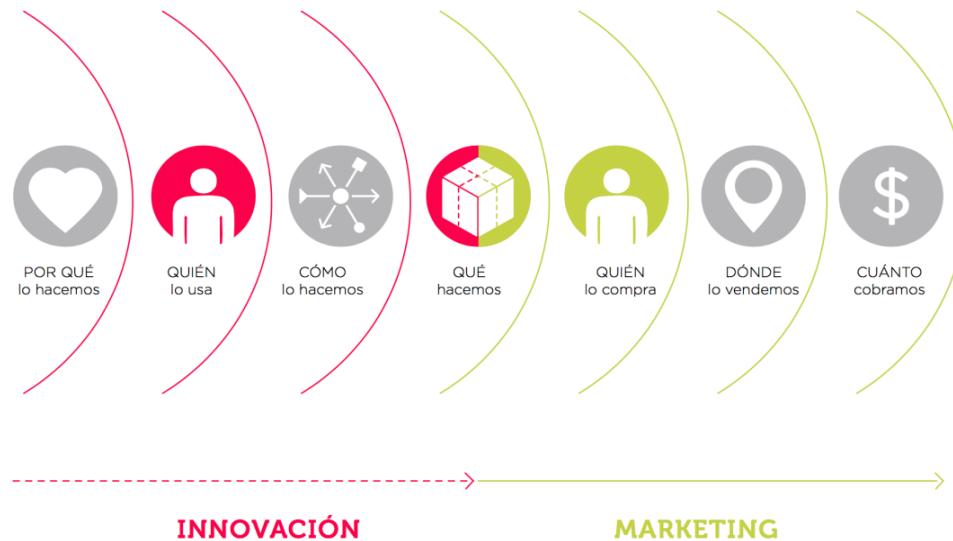 POR QUÉ
lo hacemos
QUIÉN
lo usa
CÓMO
lo hacemos
QUÉ
hacemos
QUIÉN
lo compra
DÓNDE
lo vendemos
CUÁNTO
cobramos
$
INNOVACIÓN
MARKETING